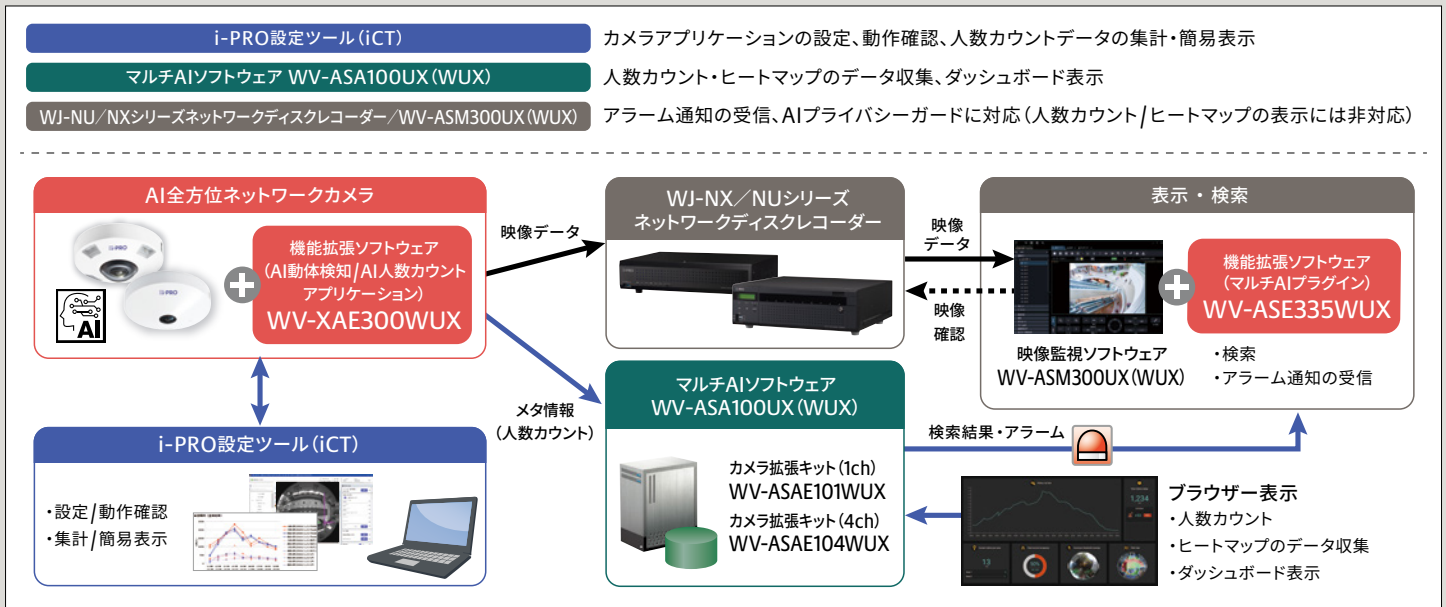 i-PRO設定ツール(iCT)
カメラアプリケーションの設定、動作確認、人数カウントデータの集計・簡易表示
マルチAIソフトウェア WV-ASA100UX(WUX)
人数カウント・ヒートマップのデータ収集、ダッシュボード表示
WJ-NU/NXシリーズネットワークディスクレコーダー/WV-ASM300UX(WUX)
アラーム通知の受信、AIプライバシーガードに対応(人数カウント/ヒートマップの表示には非対応)
AI全方位ネットワークカメラ
i-PRO
i-PRO
AI
機能拡張ソフトウェア
(AI動体検知/AI人数カウント
アプリケーション)
WV-XAE300WUX
映像データ
WJ-NX/NUシリーズ
ネットワークディスクレコーダー
映像
データ
映像
確認
表示・検索
機能拡張ソフトウェア
(マルチAIプラグイン)
WV-ASE335WUX
映像監視ソフトウェア
WV-ASM300UX(WUX)
・検索
・アラーム通知の受信
メタ情報
(人数カウント)
i-PRO設定ツール(iCT)
・設定/動作確認
・集計/簡易表示
マルチAIソフトウェア
WV-ASA100UX(WUX)
カメラ拡張キット(1ch)
WV-ASAE101WUX
カメラ拡張キット(4ch)
WV-ASAE104WUX
検索結果・アラーム
1,234
13
ブラウザー表示
・人数カウント
・ヒートマップのデータ収集
・ダッシュボード表示